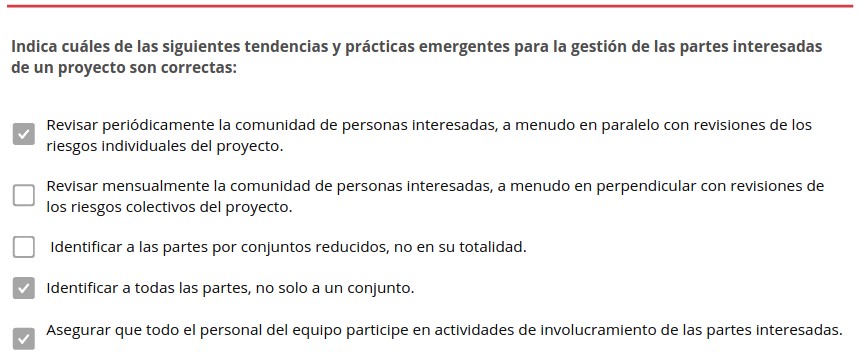 Indica cuáles de las siguientes tendencias y prácticas emergentes para la gestión de las partes interesadas
de un proyecto son correctas:
Revisar periódicamente la comunidad de personas interesadas, a menudo en paralelo con revisiones de los
riesgos individuales del proyecto.
Revisar mensualmente la comunidad de personas interesadas, a menudo en perpendicular con revisiones de
los riesgos colectivos del proyecto.
Identificar a las partes por conjuntos reducidos, no en su totalidad.
Identificar a todas las partes, no solo a un conjunto.
Asegurar que todo el personal del equipo participe en actividades de involucramiento de las partes interesadas.